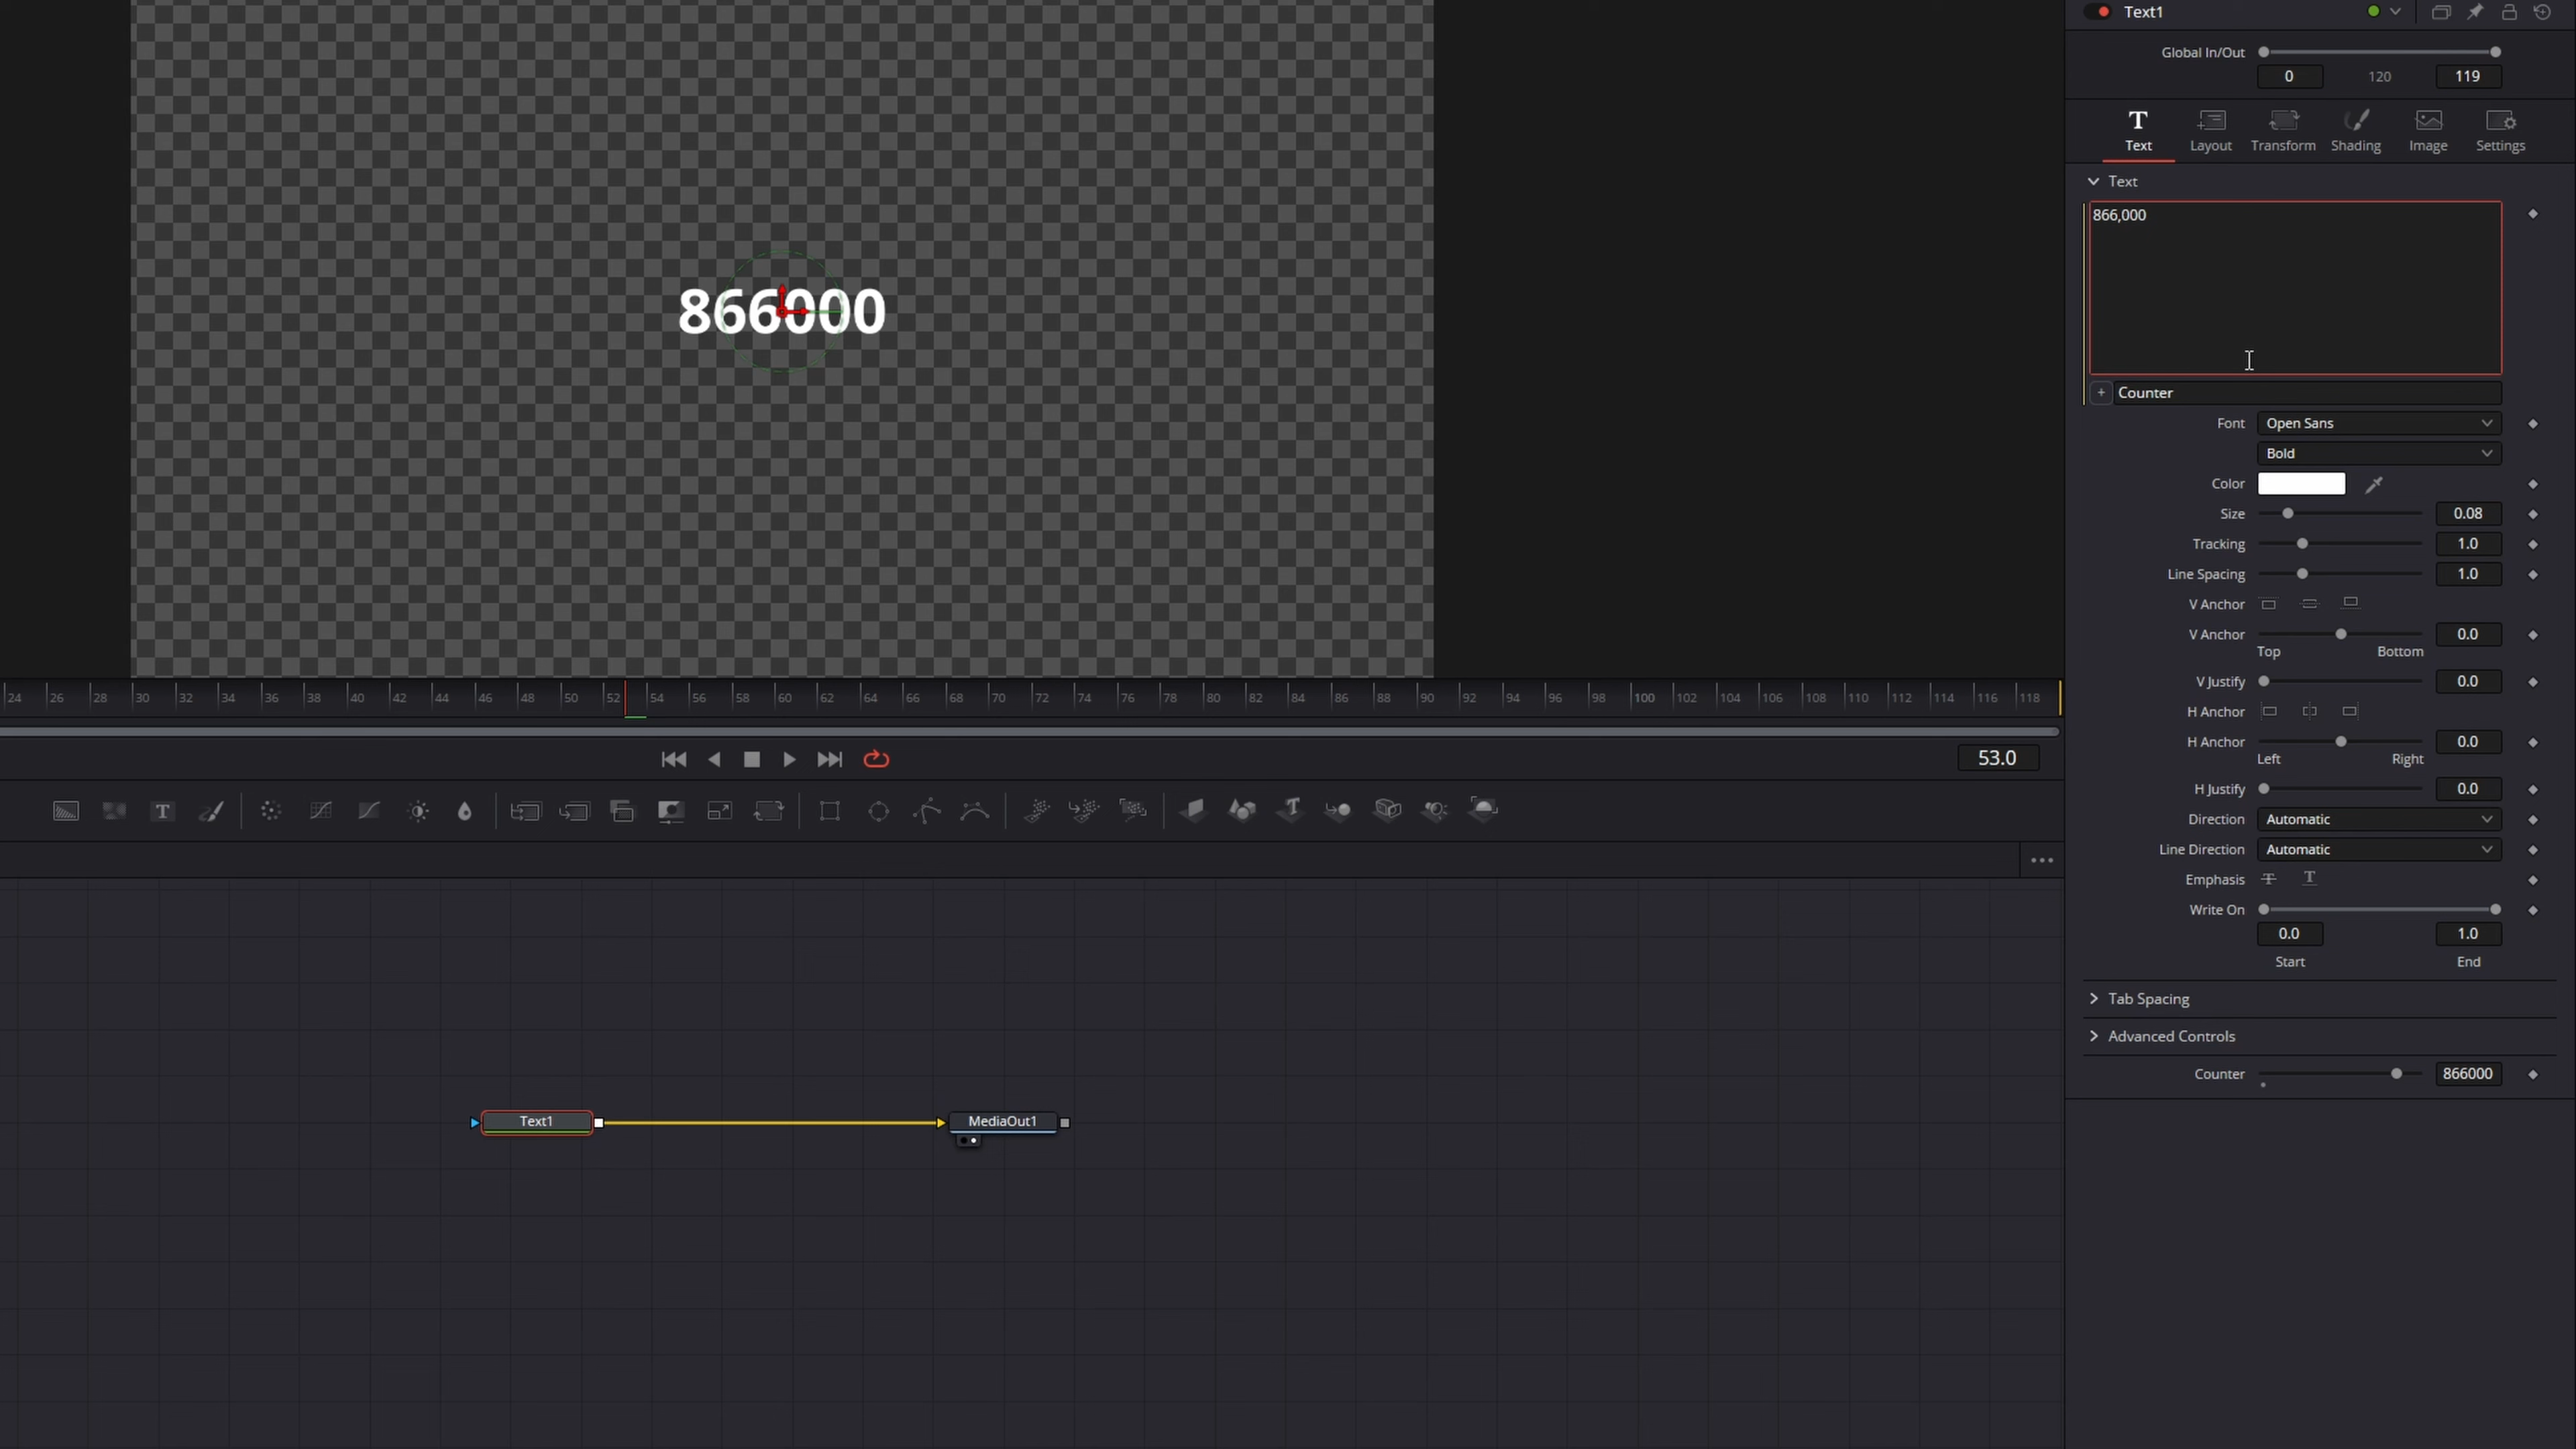 Text1
Global In/Out
0 120 119
Text Layout Transform Shading Image Settings
Text
866,000
Counter
Font Open Sans
Bold
Color
Size 0.08
Tracking 1.0
Line Spacing 1.0
V Anchor
V Anchor 0.0
Top Bottom
V Justify 0.0
H Anchor
H Anchor 0.0
Left Right
H Justify 0.0
Direction Automatic
Line Direction Automatic
Emphasis
Write On
0.0 1.0
Start End
Tab Spacing
Advanced Controls
Counter 866000
866000
24 26 28 30 32 34 36 38 40 42 44 46 48 50 52 54 56 58 60 62 64 66 68 70 72 74 76 78 80 82 84 86 88 90 92 94 96 98 100 102 104 106 108 110 112 114 116 118
53.0
T
Text1 MediaOut1